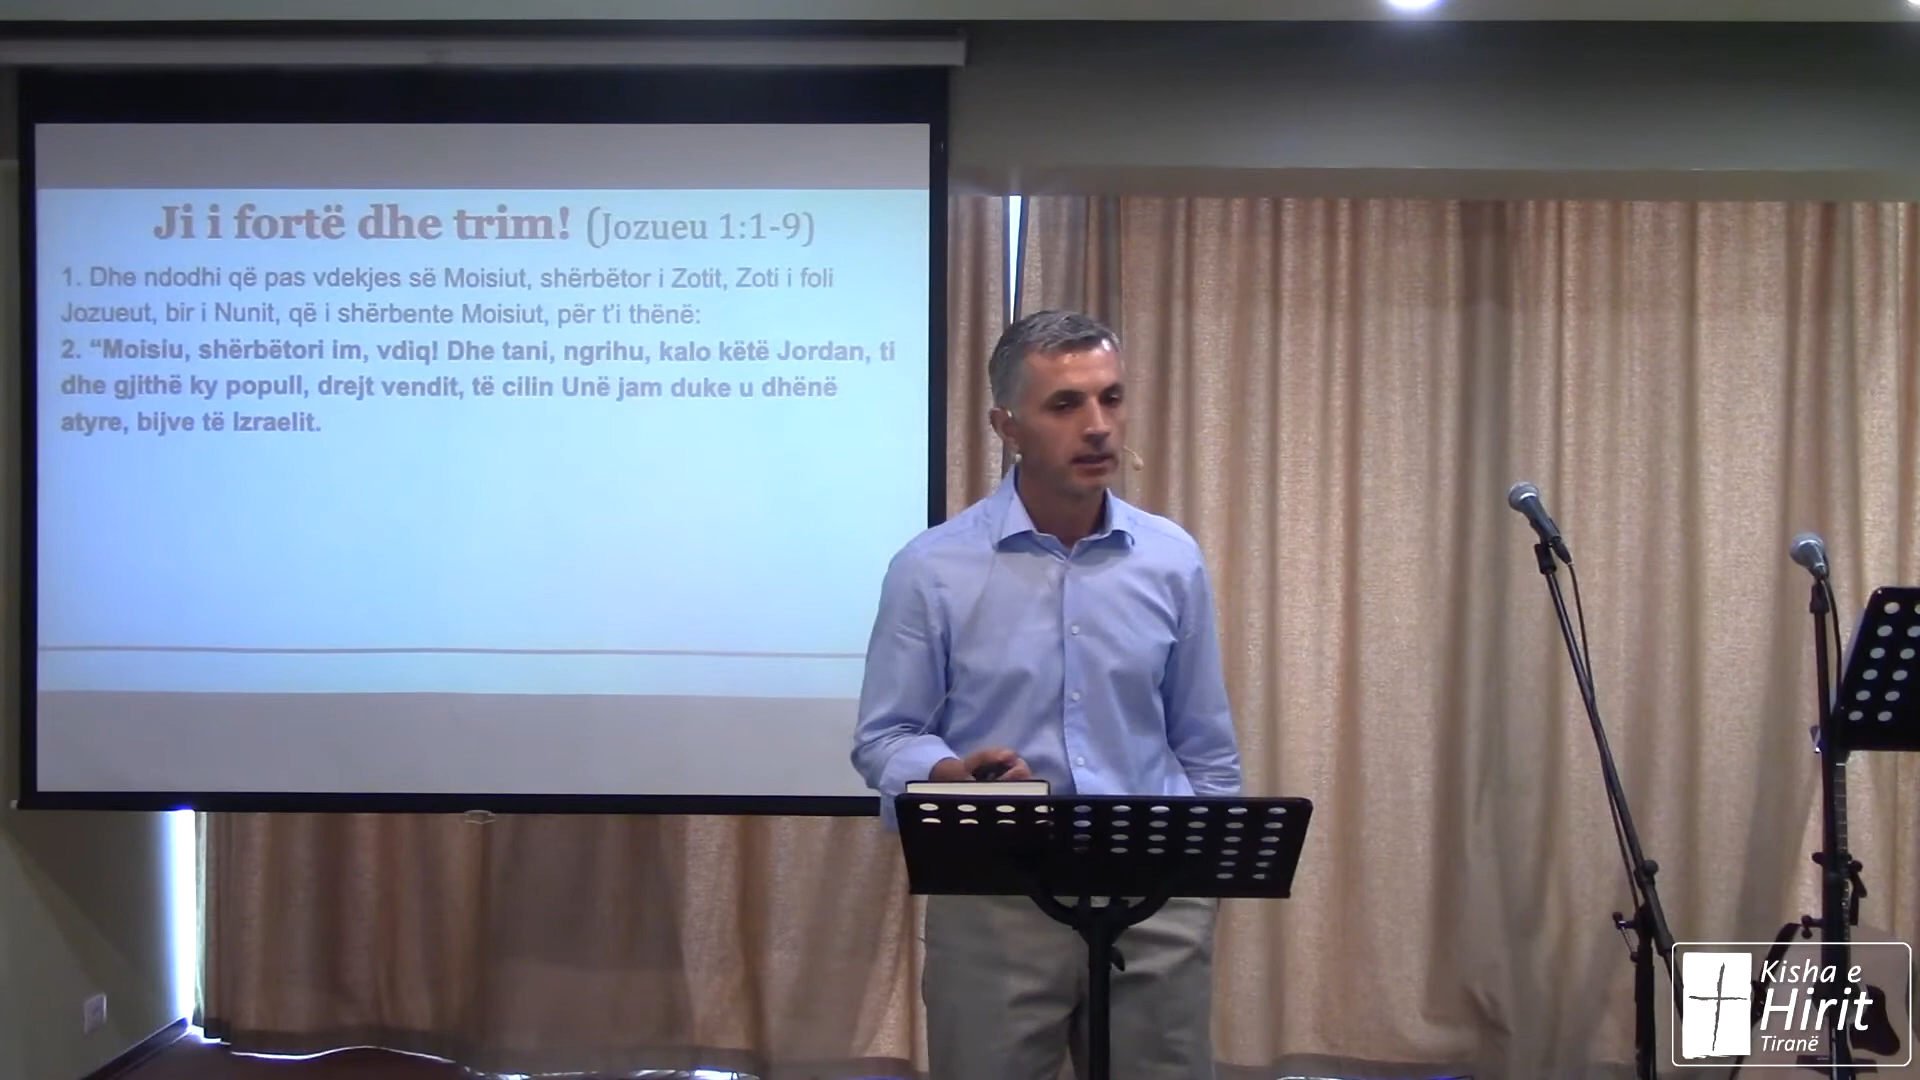 Ji i fortë dhe trim! (Jozueu 1:1-9)
1. Dhe ndodhi që pas vdekjes së Moisiut, shërbëtor i Zotit, Zoti i foli
Jozueut, bir i Nunit, që i shërbente Moisiut, për t'i thënë:
2. “Moisiu, shërbëtori im, vdiq! Dhe tani, ngrihu, kalo këtë Jordan, ti
dhe gjithë ky popull, drejt vendit, të cilin Unë jam duke u dhënë
atyre, bijve të Izraelit.
Kisha e
Hirit
Tiranë